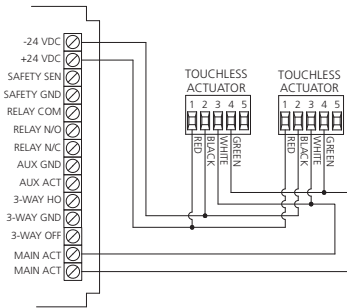 -24 VDC
+24 VDC
SAFETY SEN
SAFETY GND
RELAY COM
RELAY N/O
RELAY N/C
AUX GND
AUX ACT
3-WAY HO
3-WAY GND
3-WAY OFF
MAIN ACT
MAIN ACT
TOUCHLESS
ACTUATOR
1 2 3 4 5
RED
BLACK
WHITE
GREEN
TOUCHLESS
ACTUATOR
1 2 3 4 5
RED
BLACK
WHITE
GREEN